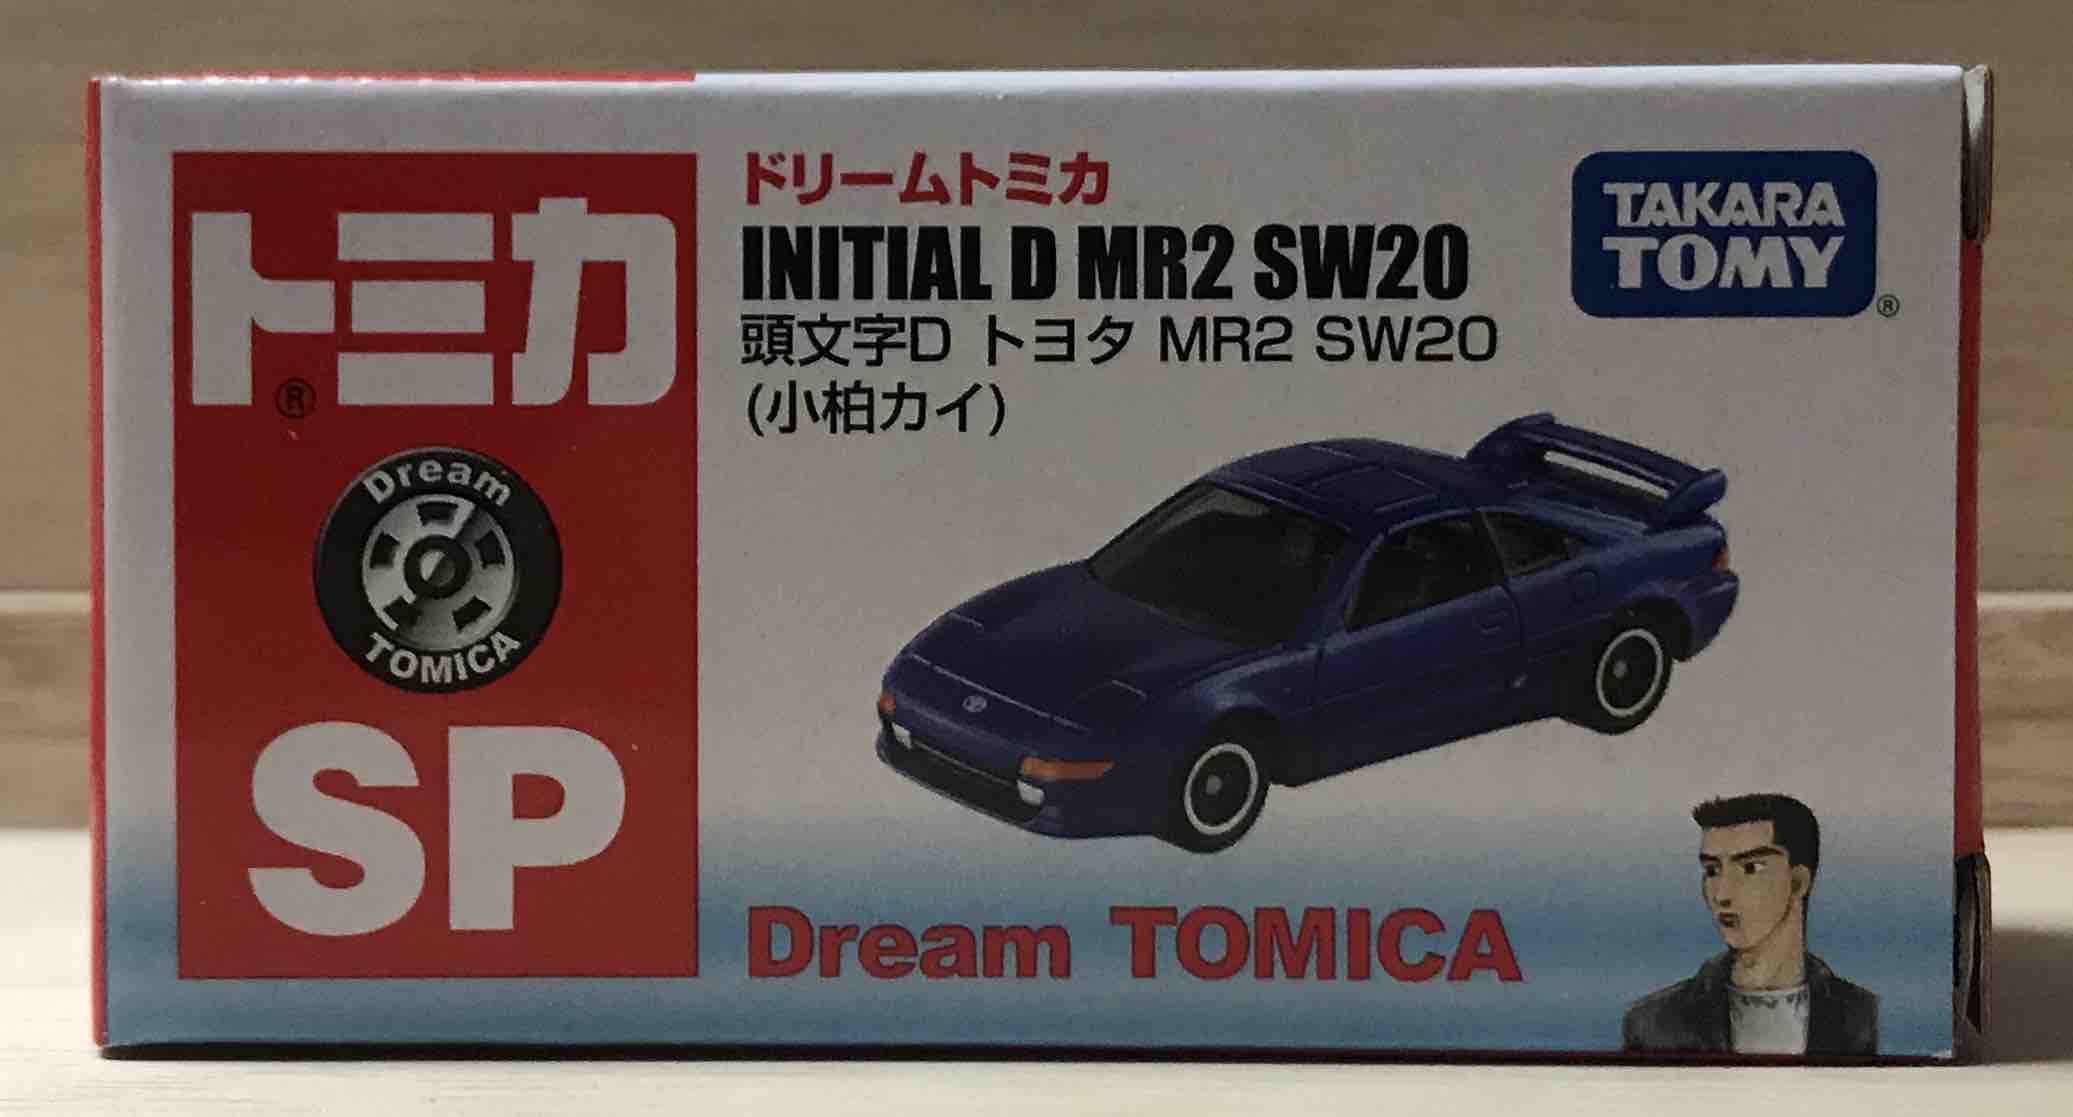 トミカ
®
Dream
TOMICA
SP
ドリームトミカ
INITIAL D MR2 SW20
頭文字D トヨタ MR2 SW20
(小柏カイ)
TAKARA
TOMY
®
Dream TOMICA